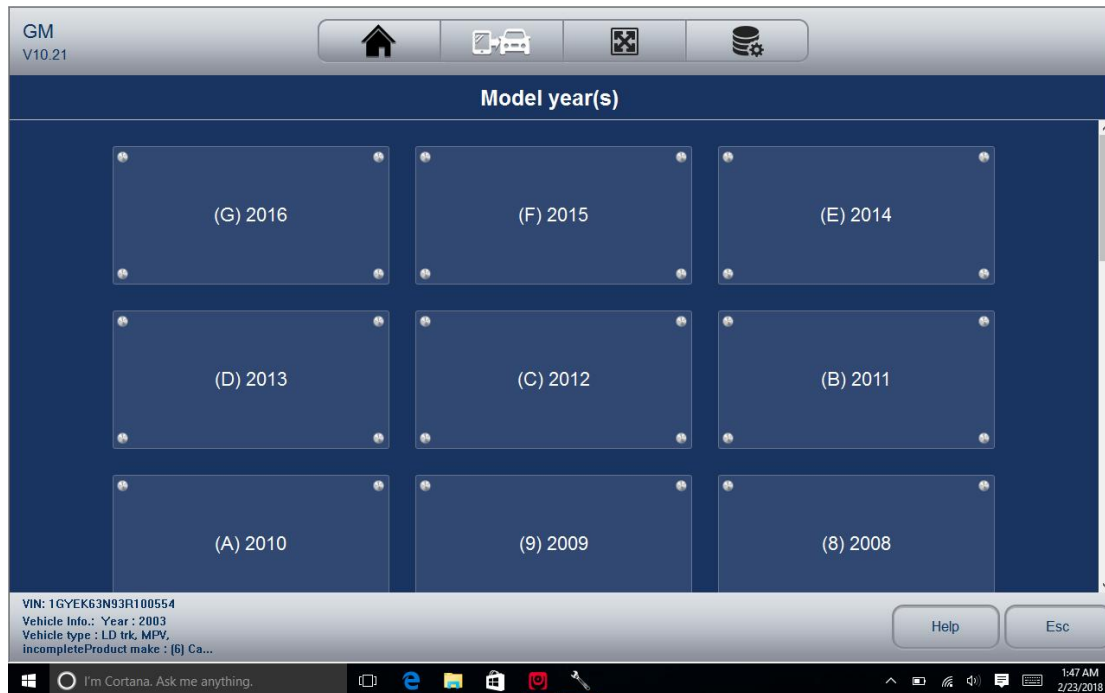 GM
V10.21
Model year(s)
(G) 2016
(F) 2015
(E) 2014
(D) 2013
(C) 2012
(B) 2011
(A) 2010
(9) 2009
(8) 2008
VIN: 1GYEK63N93R100554
Vehicle Info.: Year : 2003
Vehicle type : LD trk, MPV,
incompleteProduct make : (6) Ca...
Help
Esc
I'm Cortana. Ask me anything.
1:47 AM
2/23/2018